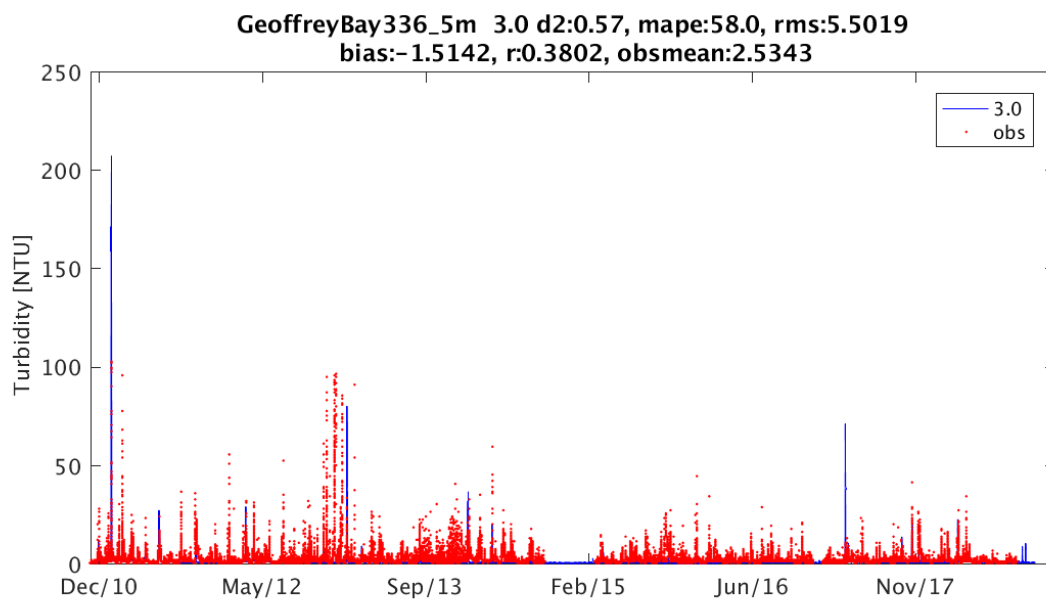 GeoffreyBay336_5m  3.0 d2:0.57, mape:58.0, rms:5.5019
bias:-1.5142, r:0.3802, obsmean:2.5343
250
200
150
100
50
0
Turbidity [NTU]
3.0
obs
Dec/10
May/12
Sep/13
Feb/15
Jun/16
Nov/17